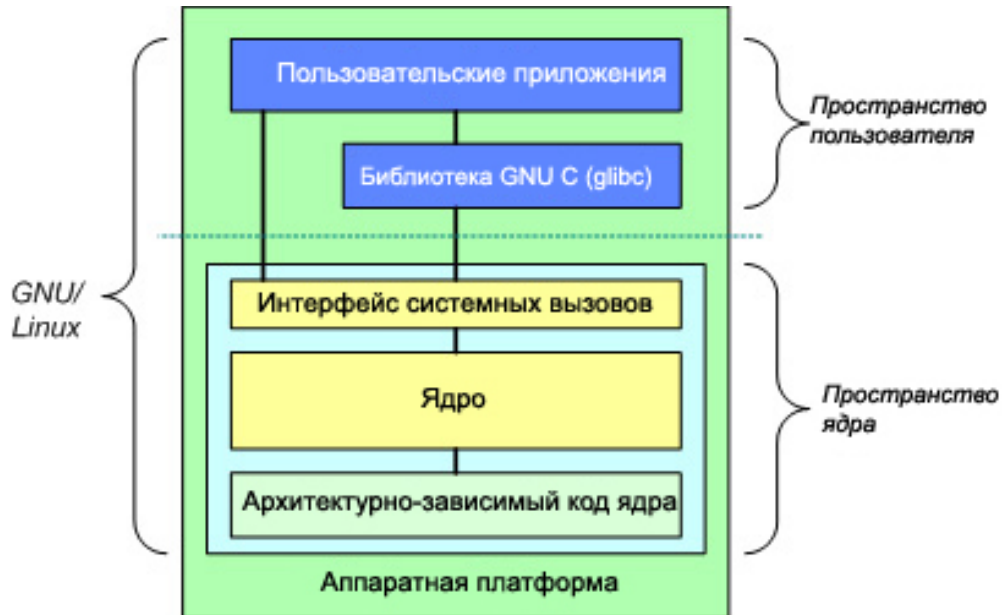 Пользовательские приложения
Пространство
пользователя
Библиотека GNU C (glibc)
GNU/
Linux
Интерфейс системных вызовов
Ядро
Пространство
ядра
Архитектурно-зависимый код ядра
Аппаратная платформа